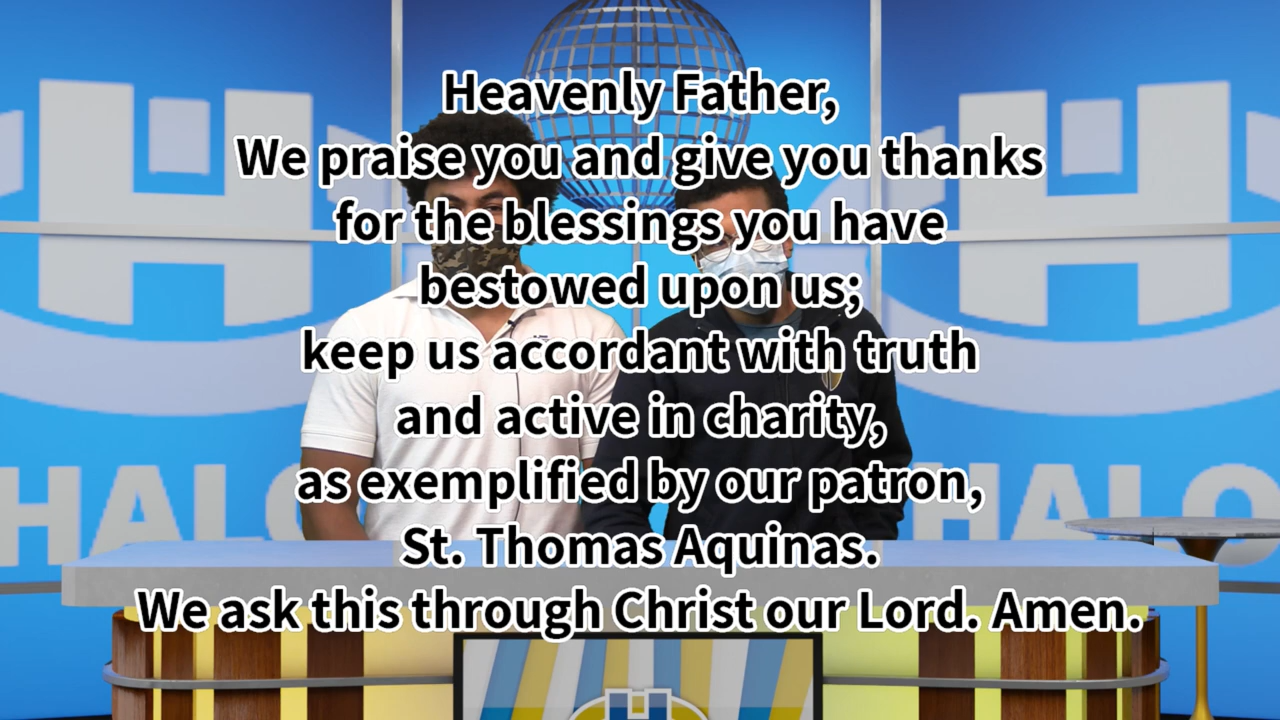 Heavenly Father,
We praise you and give you thanks
for the blessings you have
bestowed upon us;
keep us accordant with truth
and active in charity,
as exemplified by our patron,
St. Thomas Aquinas.
We ask this through Christ our Lord. Amen.
H
H
HALO
HALO